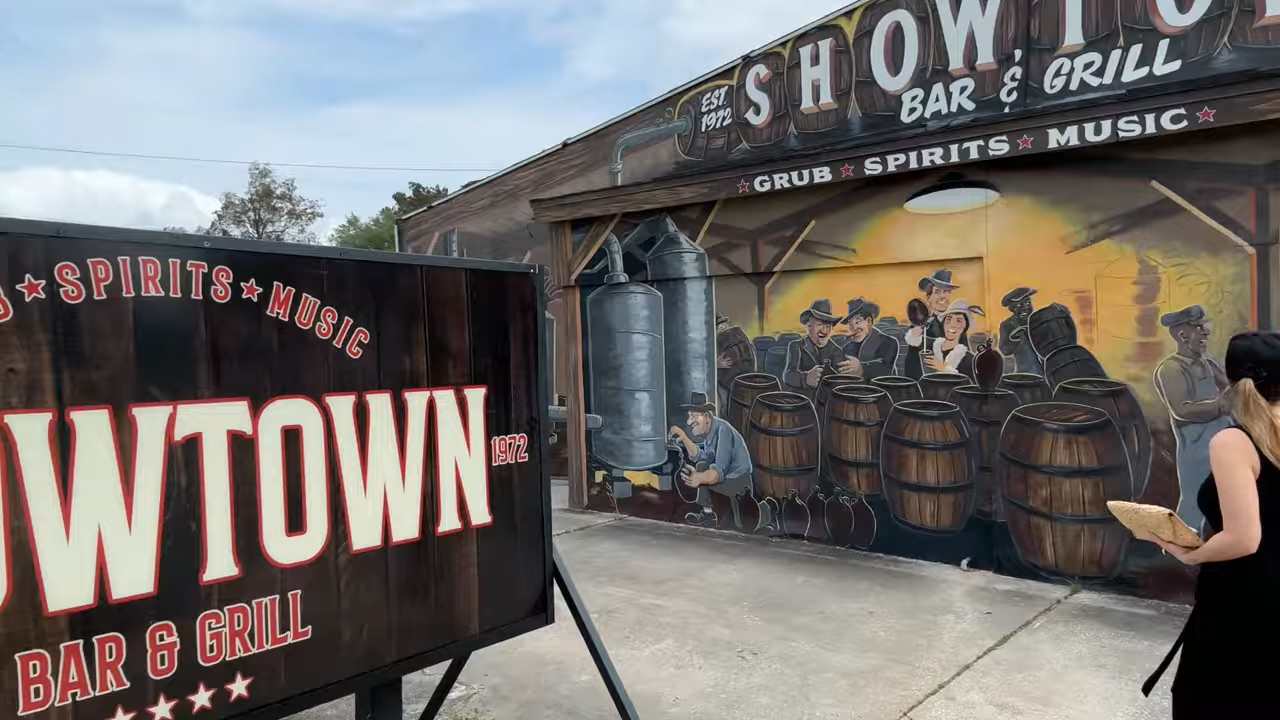 ★ SPIRITS ★ MUSIC
WTOWN
1972
BAR & GRILL
EST. 1972
SHOWTO
BAR & GRILL
★ GRUB ★ SPIRITS ★ MUSIC ★